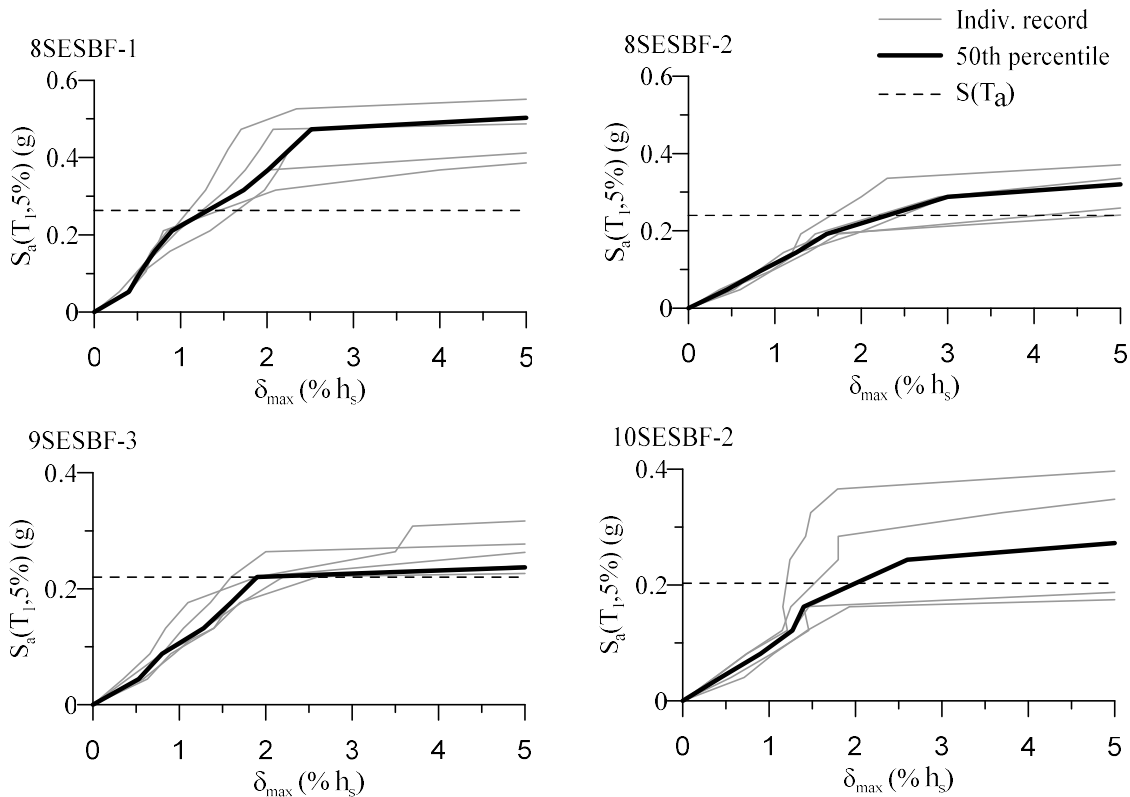 Indiv. record
50th percentile
S(Ta)
8SESBF-1
0.6
0.4
0.2
0
Sa(T1,5%) (g)
0 1 2 3 4 5
δmax (% hs)
8SESBF-2
0.6
0.4
0.2
0
Sa(T1,5%) (g)
0 1 2 3 4 5
δmax (% hs)
9SESBF-3
0.4
0.2
0
Sa(T1,5%) (g)
0 1 2 3 4 5
δmax (% hs)
10SESBF-2
0.4
0.2
0
Sa(T1,5%) (g)
0 1 2 3 4 5
δmax (% hs)